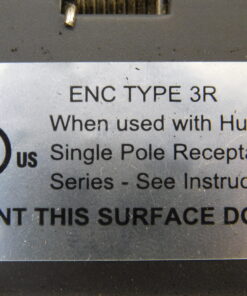 ENC TYPE 3R
When used with Hu
US Single Pole Recepta
Series - See Instruc
NT THIS SURFACE DO